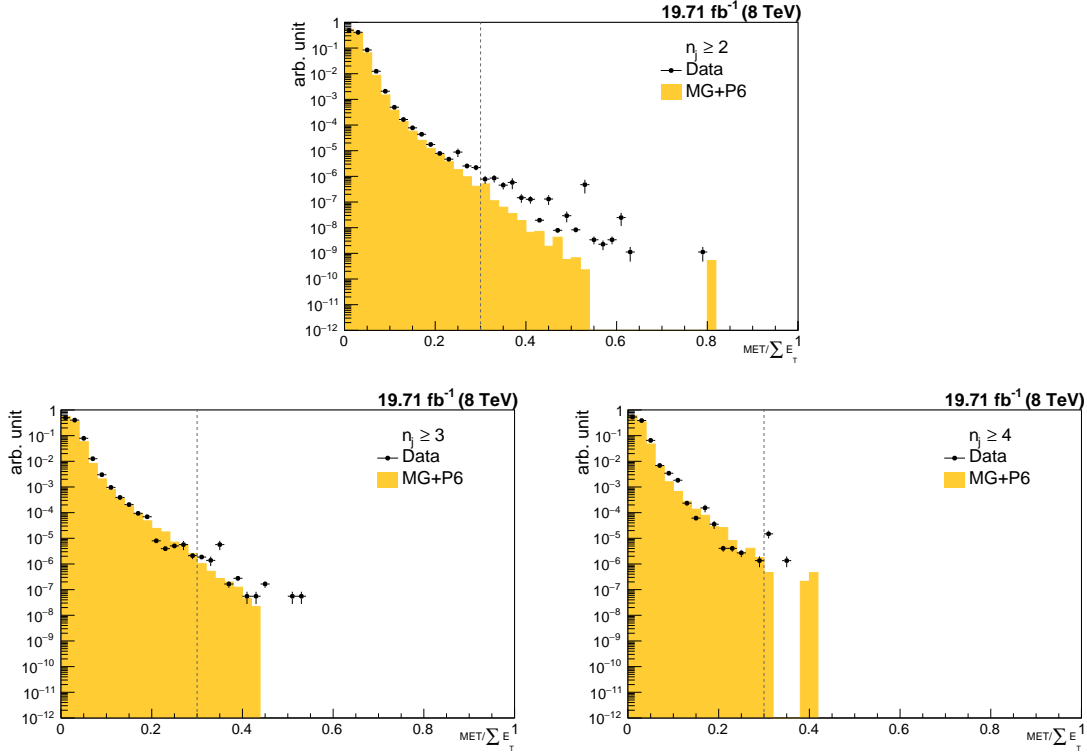 19.71 fb⁻¹ (8 TeV)
arb. unit
n_j ≥ 2
Data
MG+P6
1
10⁻¹
10⁻²
10⁻³
10⁻⁴
10⁻⁵
10⁻⁶
10⁻⁷
10⁻⁸
10⁻⁹
10⁻¹⁰
10⁻¹¹
10⁻¹²
0 0.2 0.4 0.6 0.8 1
MET/∑ E_T
19.71 fb⁻¹ (8 TeV)
arb. unit
n_j ≥ 3
Data
MG+P6
1
10⁻¹
10⁻²
10⁻³
10⁻⁴
10⁻⁵
10⁻⁶
10⁻⁷
10⁻⁸
10⁻⁹
10⁻¹⁰
10⁻¹¹
10⁻¹²
0 0.2 0.4 0.6 0.8 1
MET/∑ E_T
19.71 fb⁻¹ (8 TeV)
arb. unit
n_j ≥ 4
Data
MG+P6
1
10⁻¹
10⁻²
10⁻³
10⁻⁴
10⁻⁵
10⁻⁶
10⁻⁷
10⁻⁸
10⁻⁹
10⁻¹⁰
10⁻¹¹
10⁻¹²
0 0.2 0.4 0.6 0.8 1
MET/∑ E_T